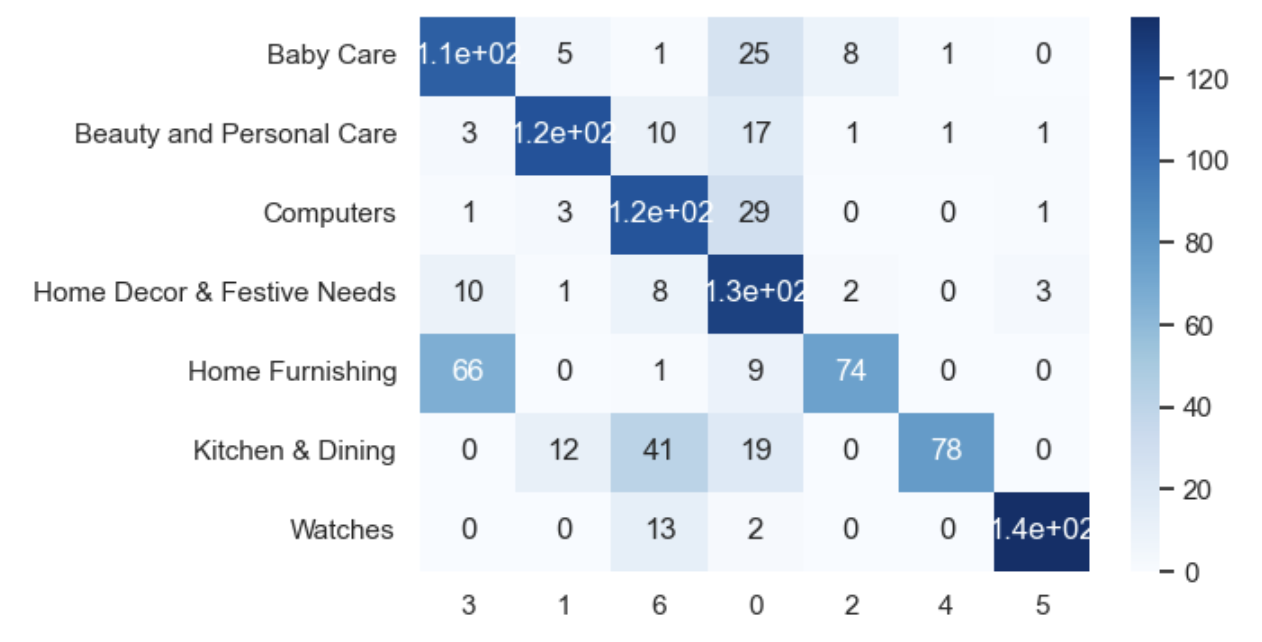 Baby Care 1.1e+02 5 1 25 8 1 0
Beauty and Personal Care 3 1.2e+02 10 17 1 1 1
Computers 1 3 1.2e+02 29 0 0 1
Home Decor & Festive Needs 10 1 8 1.3e+02 2 0 3
Home Furnishing 66 0 1 9 74 0 0
Kitchen & Dining 0 12 41 19 0 78 0
Watches 0 0 13 2 0 0 1.4e+02
3 1 6 0 2 4 5
120
100
80
60
40
20
0